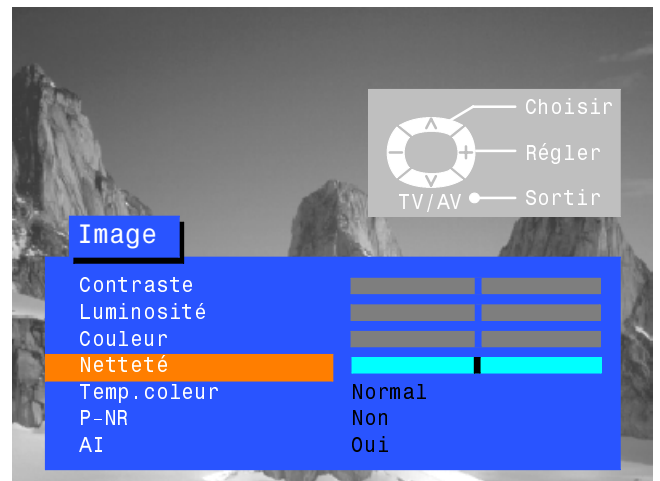 Choisir
Régler
TV/AV Sortir
Image
Contraste
Luminosité
Couleur
Netteté
Temp.coleur Normal
P-NR Non
AI Oui